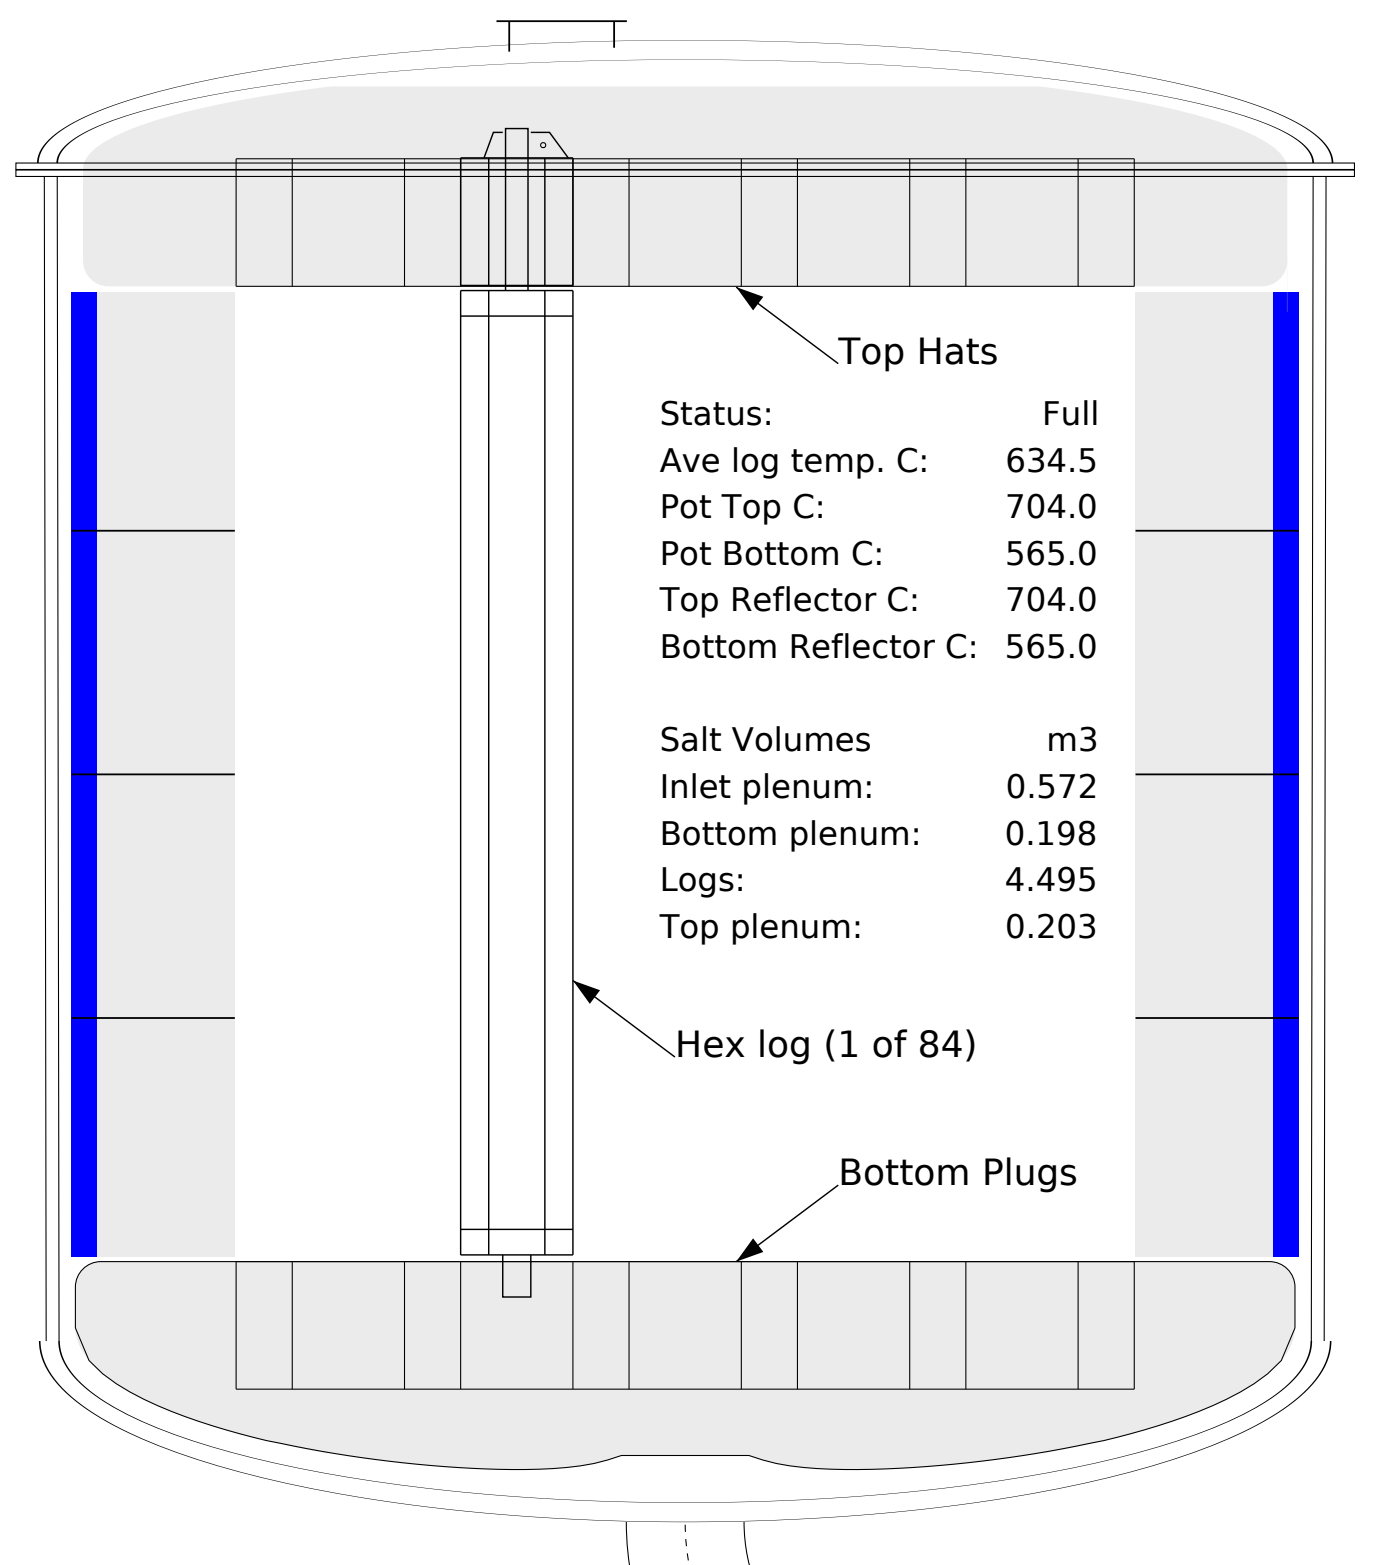 Top Hats
Status: Full
Ave log temp. C: 634.5
Pot Top C: 704.0
Pot Bottom C: 565.0
Top Reflector C: 704.0
Bottom Reflector C: 565.0
Salt Volumes m3
Inlet plenum: 0.572
Bottom plenum: 0.198
Logs: 4.495
Top plenum: 0.203
Hex log (1 of 84)
Bottom Plugs